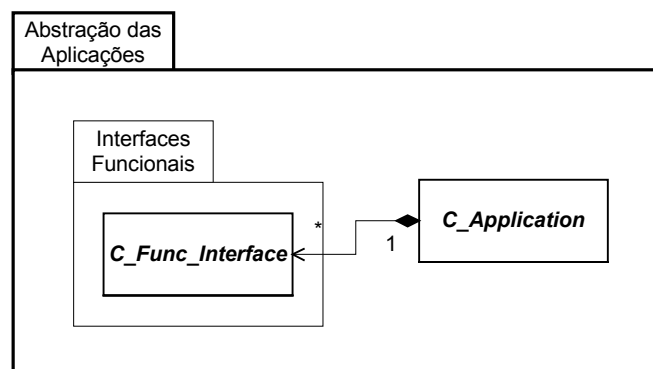 Abstração das
Aplicações
Interfaces
Funcionais
C_Application
*
C_Func_Interface
1